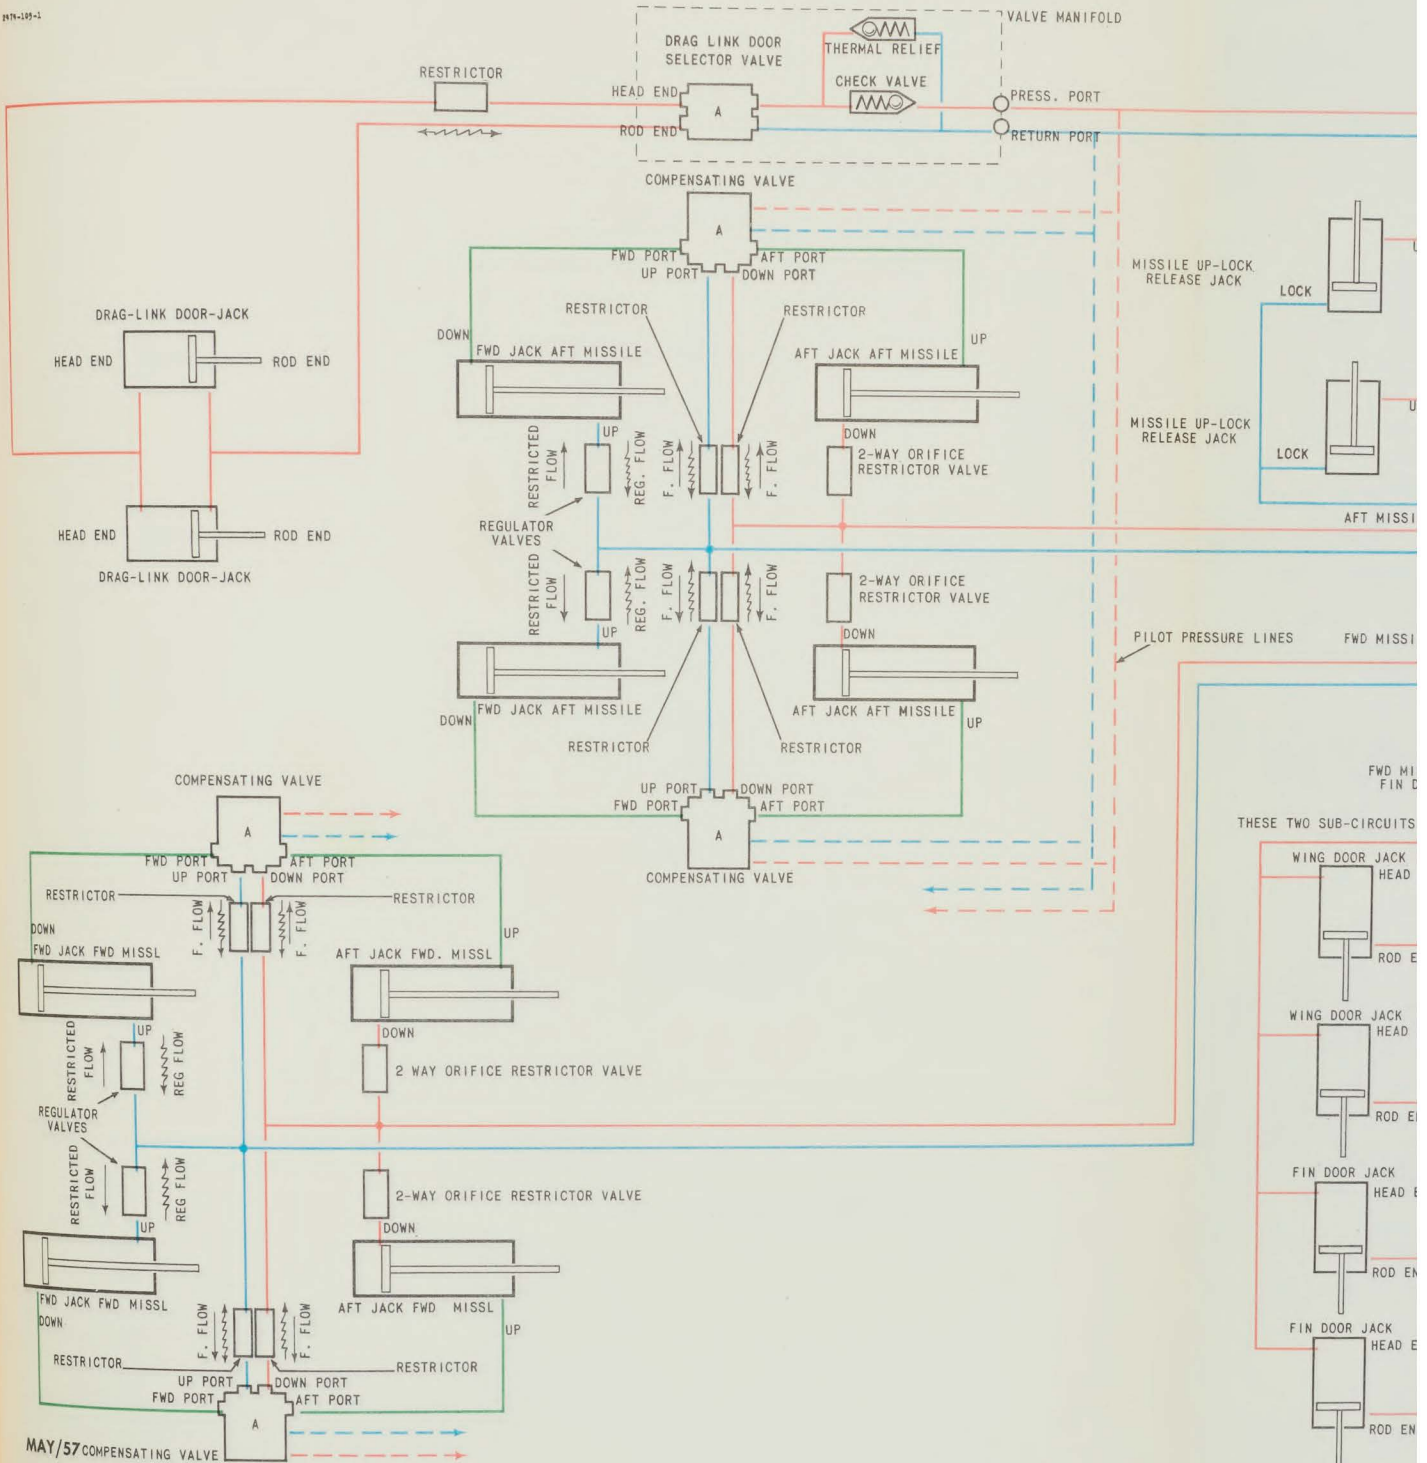 VALVE MANIFOLD
DRAG LINK DOOR
SELECTOR VALVE
THERMAL RELIEF
RESTRICTOR
CHECK VALVE
HEAD END
A
PRESS. PORT
ROD END
RETURN PORT
COMPENSATING VALVE
A
FWD PORT
AFT PORT
UP PORT
DOWN PORT
MISSILE UP-LOCK
RELEASE JACK
LOCK
DRAG-LINK DOOR-JACK
RESTRICTOR
RESTRICTOR
DOWN
UP
HEAD END
ROD END
FWD JACK AFT MISSILE
AFT JACK AFT MISSILE
MISSILE UP-LOCK
RELEASE JACK
LOCK
UP
DOWN
RESTRICTED
FLOW
REG. FLOW
F. FLOW
F. FLOW
2-WAY ORIFICE
RESTRICTOR VALVE
REGULATOR
VALVES
AFT MISSI
HEAD END
ROD END
DRAG-LINK DOOR-JACK
RESTRICTED
FLOW
REG. FLOW
F. FLOW
F. FLOW
2-WAY ORIFICE
RESTRICTOR VALVE
UP
DOWN
PILOT PRESSURE LINES
FWD MISSI
FWD JACK AFT MISSILE
AFT JACK AFT MISSILE
DOWN
UP
RESTRICTOR
RESTRICTOR
UP PORT
DOWN PORT
FWD PORT
AFT PORT
A
COMPENSATING VALVE
FWD MI
FIN D
THESE TWO SUB-CIRCUITS
COMPENSATING VALVE
A
FWD PORT
AFT PORT
UP PORT
DOWN PORT
RESTRICTOR
RESTRICTOR
F. FLOW
F. FLOW
DOWN
UP
FWD JACK FWD MISSL
AFT JACK FWD. MISSL
UP
DOWN
RESTRICTED
FLOW
REG FLOW
2 WAY ORIFICE RESTRICTOR VALVE
REGULATOR
VALVES
RESTRICTED
FLOW
REG FLOW
2-WAY ORIFICE RESTRICTOR VALVE
UP
DOWN
FWD JACK FWD MISSL
AFT JACK FWD MISSL
DOWN
UP
F. FLOW
F. FLOW
RESTRICTOR
RESTRICTOR
UP PORT
DOWN PORT
FWD PORT
AFT PORT
A
MAY/57 COMPENSATING VALVE
WING DOOR JACK
HEAD
ROD E
WING DOOR JACK
HEAD
ROD E
FIN DOOR JACK
HEAD E
ROD EN
FIN DOOR JACK
HEAD E
ROD EN